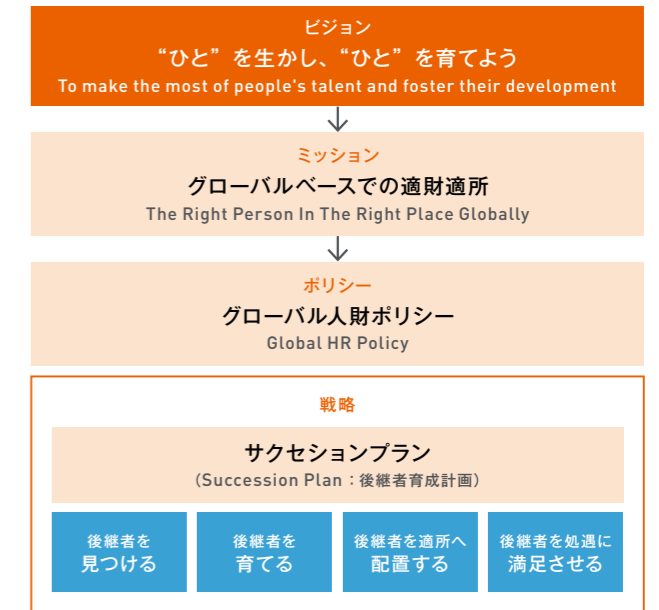 ビジョン
“ひと”を生かし、“ひと”を育てよう
To make the most of people's talent and foster their development
ミッション
グローバルベースでの適財適所
The Right Person In The Right Place Globally
ポリシー
グローバル人財ポリシー
Global HR Policy
戦略
サクセションプラン
(Succession Plan：後継者育成計画)
後継者を
見つける
後継者を
育てる
後継者を適所へ
配置する
後継者を処遇に
満足させる